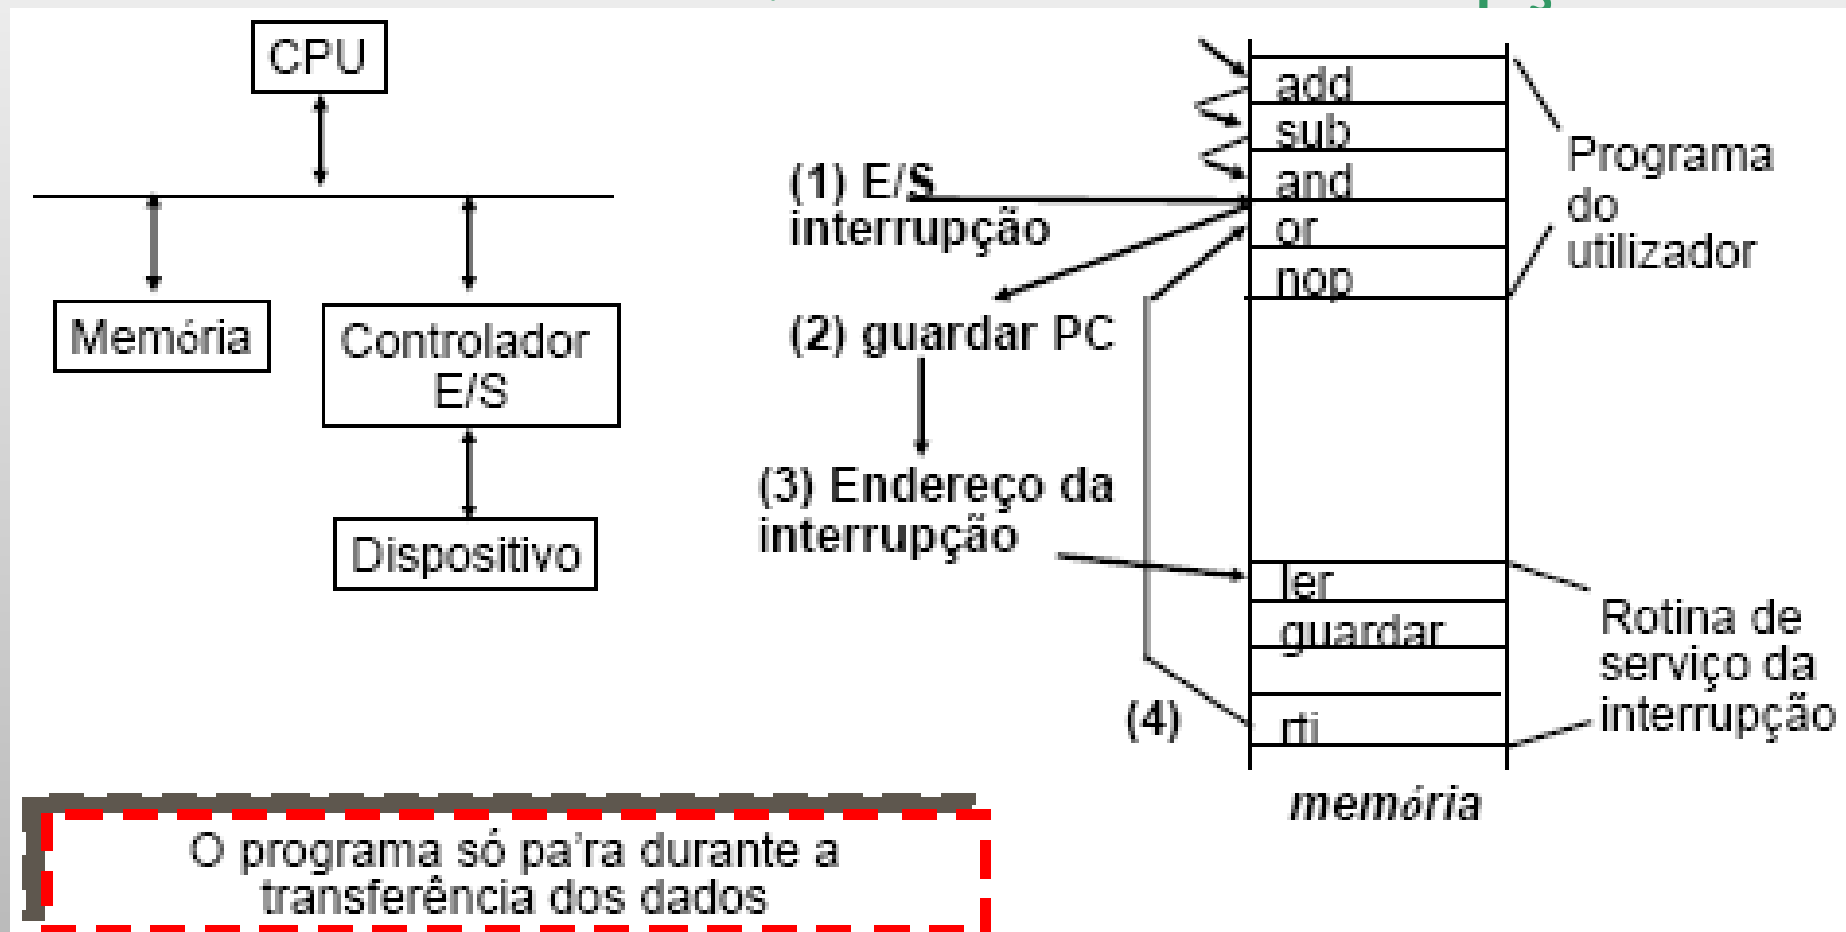 CPU
Memória
Controlador
E/S
Dispositivo
(1) E/S
interrupção
(2) guardar PC
(3) Endereço da
interrupção
(4)
add
sub
and
or
nop
ler
guardar
rti
memória
Programa
do
utilizador
Rotina de
serviço da
interrupção
O programa só pa'ra durante a
transferência dos dados